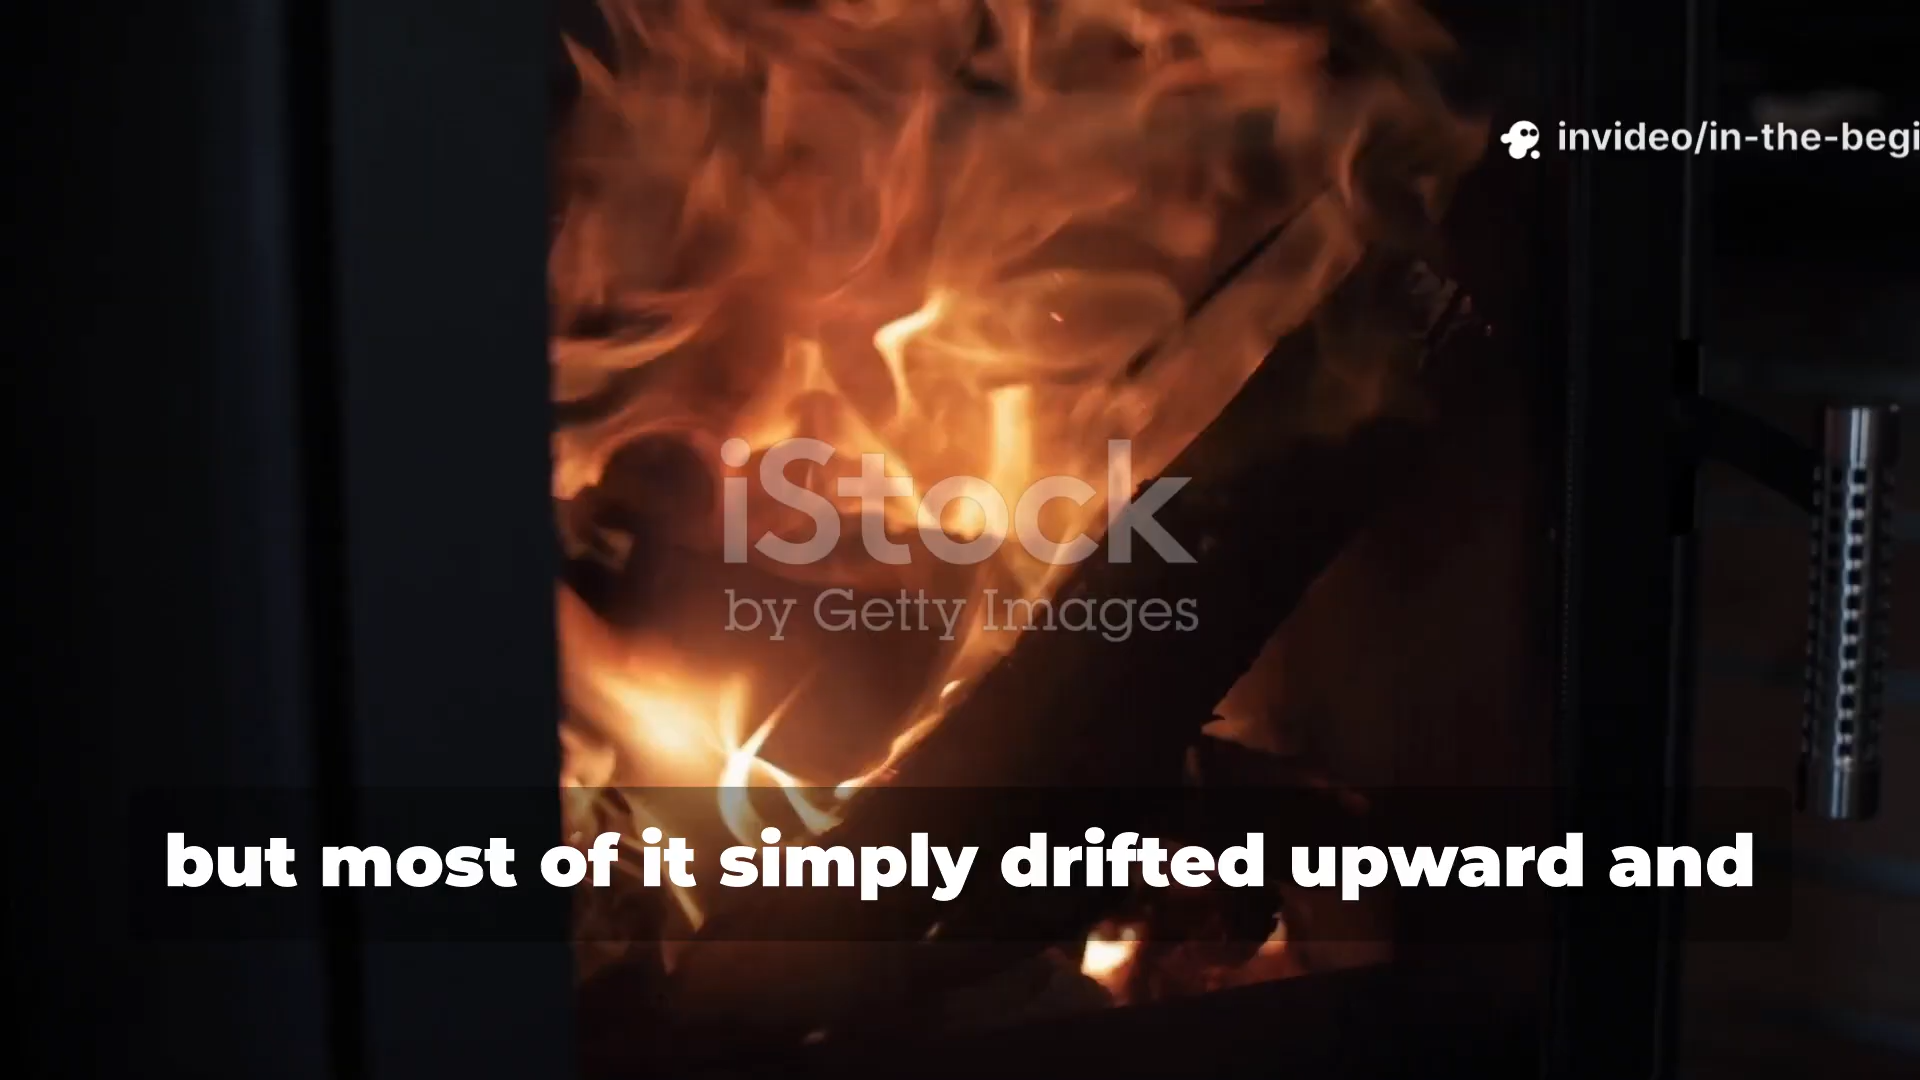 invideo/in-the-begi
iStock
by Getty Images
but most of it simply drifted upward and